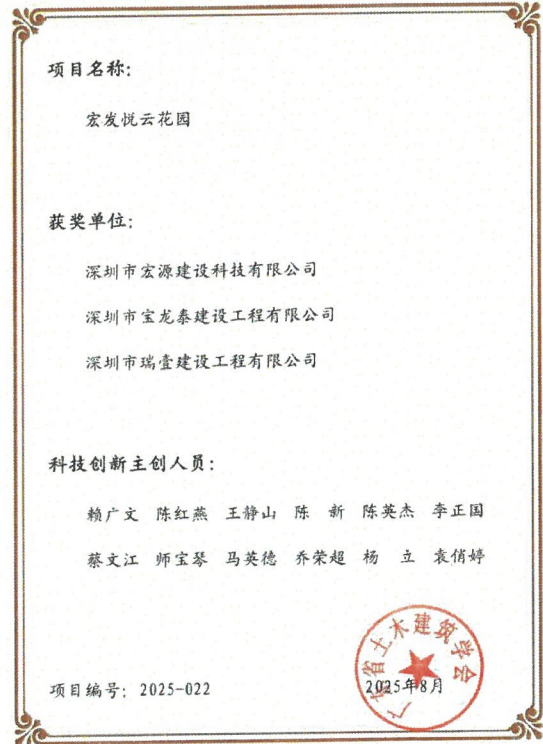 项目名称：
宏发悦云花园
获奖单位：
深圳市宏源建设科技有限公司
深圳市宝龙泰建设工程有限公司
深圳市瑞壹建设工程有限公司
科技创新主创人员：
赖广文 陈红燕 王静山 陈 新 陈英杰 李正国
蔡文江 师宝琴 马英德 乔荣超 杨 立 袁俏婷
广东省土木建筑学会
项目编号：2025-022
2025年8月